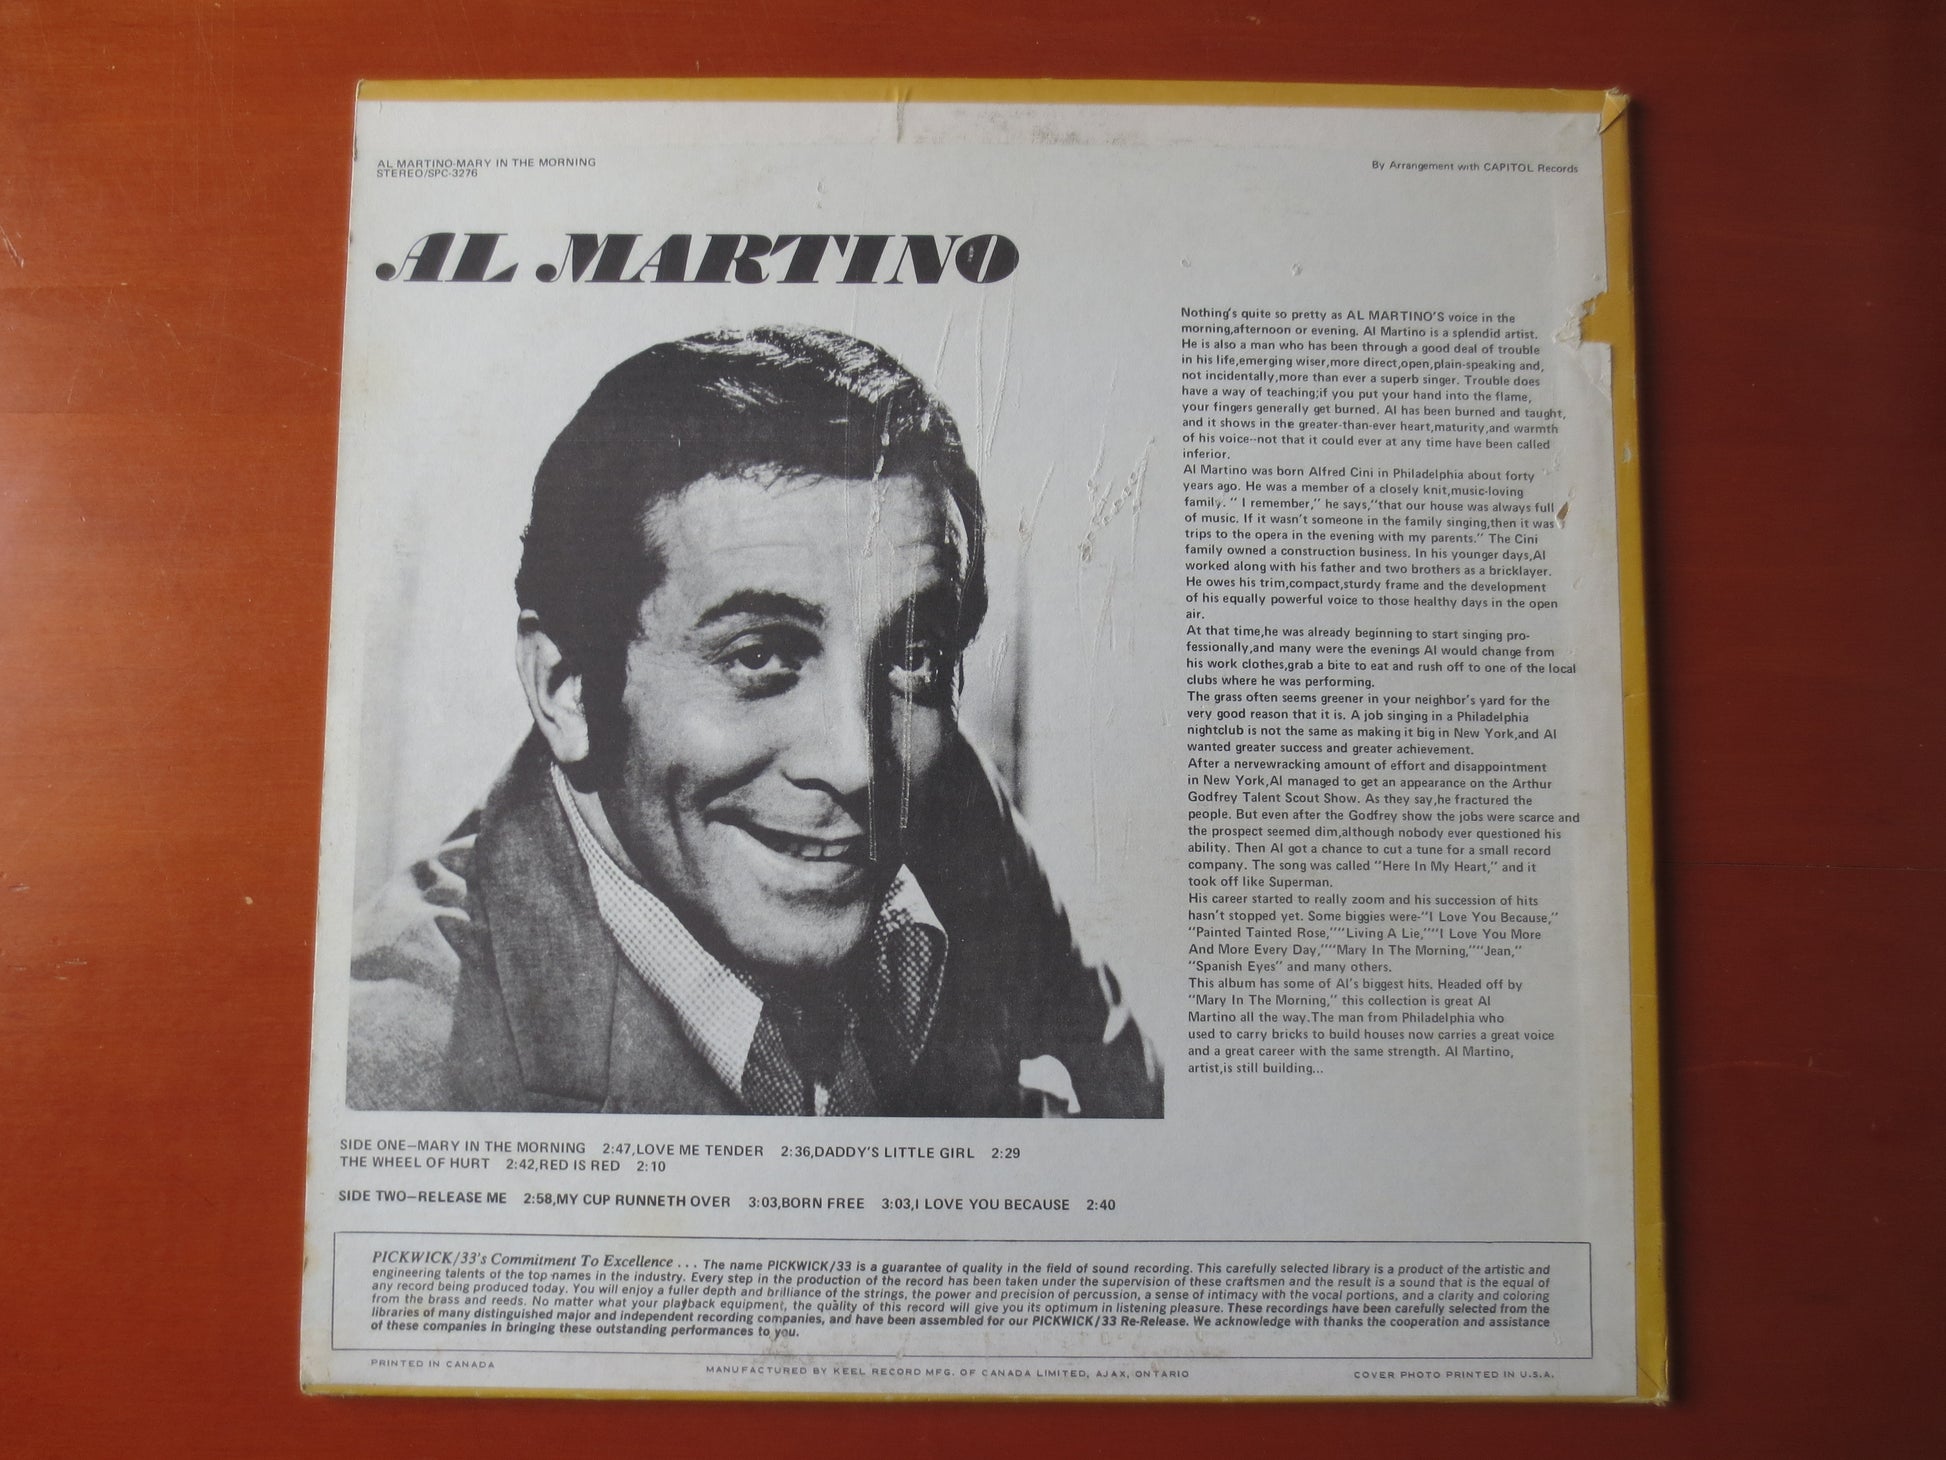 AL MARTINO-MARY IN THE MORNING
STEREO/SPC-3276
By Arrangement with CAPITOL Records
AL MARTINO
Nothing's quite so pretty as AL MARTINO'S voice in the
morning,afternoon or evening. Al Martino is a splendid artist.
He is also a man who has been through a good deal of trouble
in his life,emerging wiser,more direct,open,plain-speaking and,
not incidentally,more than ever a superb singer. Trouble does
have a way of teaching;if you put your hand into the flame,
your fingers generally get burned. Al has been burned and taught,
and it shows in the greater-than-ever heart,maturity,and warmth
of his voice--not that it could ever at any time have been called
inferior.
Al Martino was born Alfred Cini in Philadelphia about forty
years ago. He was a member of a closely knit,music-loving
family. " I remember," he says,"that our house was always full
of music. If it wasn't someone in the family singing,then it was
trips to the opera in the evening with my parents." The Cini
family owned a construction business. In his younger days,Al
worked along with his father and two brothers as a bricklayer.
He owes his trim,compact,sturdy frame and the development
of his equally powerful voice to those healthy days in the open
air.
At that time,he was already beginning to start singing pro-
fessionally,and many were the evenings Al would change from
his work clothes,grab a bite to eat and rush off to one of the local
clubs where he was performing.
The grass often seems greener in your neighbor's yard for the
very good reason that it is. A job singing in a Philadelphia
nightclub is not the same as making it big in New York,and Al
wanted greater success and greater achievement.
After a nervewracking amount of effort and disappointment
in New York,Al managed to get an appearance on the Arthur
Godfrey Talent Scout Show. As they say,he fractured the
people. But even after the Godfrey show the jobs were scarce and
the prospect seemed dim,although nobody ever questioned his
ability. Then Al got a chance to cut a tune for a small record
company. The song was called "Here In My Heart," and it
took off like Superman.
His career started to really zoom and his succession of hits
hasn't stopped yet. Some biggies were-"I Love You Because,"
"Painted Tainted Rose,""Living A Lie,""I Love You More
And More Every Day,""Mary In The Morning,""Jean,"
"Spanish Eyes" and many others.
This album has some of Al's biggest hits. Headed off by
"Mary In The Morning," this collection is great Al
Martino all the way.The man from Philadelphia who
used to carry bricks to build houses now carries a great voice
and a great career with the same strength. Al Martino,
artist,is still building...
SIDE ONE—MARY IN THE MORNING 2:47,LOVE ME TENDER 2:36,DADDY'S LITTLE GIRL 2:29
THE WHEEL OF HURT 2:42,RED IS RED 2:10
SIDE TWO—RELEASE ME 2:58,MY CUP RUNNETH OVER 3:03,BORN FREE 3:03,I LOVE YOU BECAUSE 2:40
PICKWICK/33's Commitment To Excellence . . . The name PICKWICK/33 is a guarantee of quality in the field of sound recording. This carefully selected library is a product of the artistic and
engineering talents of the top names in the industry. Every step in the production of the record has been taken under the supervision of these craftsmen and the result is a sound that is the equal of
any record being produced today. You will enjoy a fuller depth and brilliance of the strings, the power and precision of percussion, a sense of intimacy with the vocal portions, and a clarity and coloring
from the brass and reeds. No matter what your playback equipment, the quality of this record will give you its optimum in listening pleasure. These recordings have been carefully selected from the
libraries of many distinguished major and independent recording companies, and have been assembled for our PICKWICK/33 Re-Release. We acknowledge with thanks the cooperation and assistance
of these companies in bringing these outstanding performances to you.
PRINTED IN CANADA
MANUFACTURED BY KEEL RECORD MFG. OF CANADA LIMITED, AJAX, ONTARIO
COVER PHOTO PRINTED IN U.S.A.